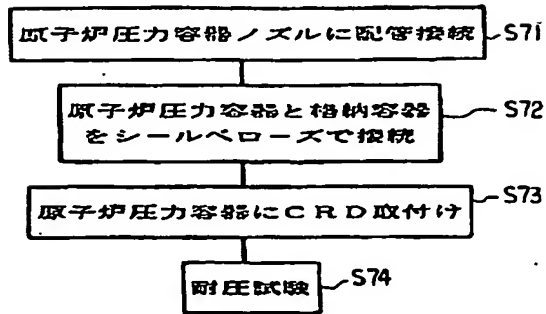 原子炉圧力容器ノズルに配管接続
S71
原子炉圧力容器と格納容器
をシールベローズで接続
S72
原子炉圧力容器にCRD取付け
S73
耐圧試験
S74